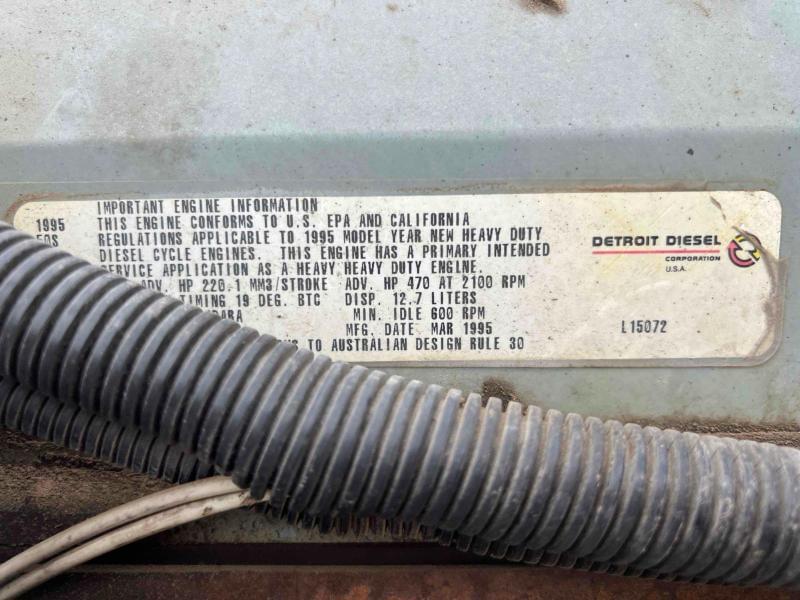 IMPORTANT ENGINE INFORMATION
1995 THIS ENGINE CONFORMS TO U.S. EPA AND CALIFORNIA
REGULATIONS APPLICABLE TO 1995 MODEL YEAR NEW HEAVY DUTY
DIESEL CYCLE ENGINES. THIS ENGINE HAS A PRIMARY INTENDED
SERVICE APPLICATION AS A HEAVY HEAVY DUTY ENGINE.
ADV. HP 220.1 MM3/STROKE ADV. HP 470 AT 2100 RPM
TIMING 19 DEG. BTC DISP. 12.7 LITERS
MIN. IDLE 600 RPM
MFG. DATE MAR 1995
TO AUSTRALIAN DESIGN RULE 30
DETROIT DIESEL
CORPORATION
U.S.A.
L15072